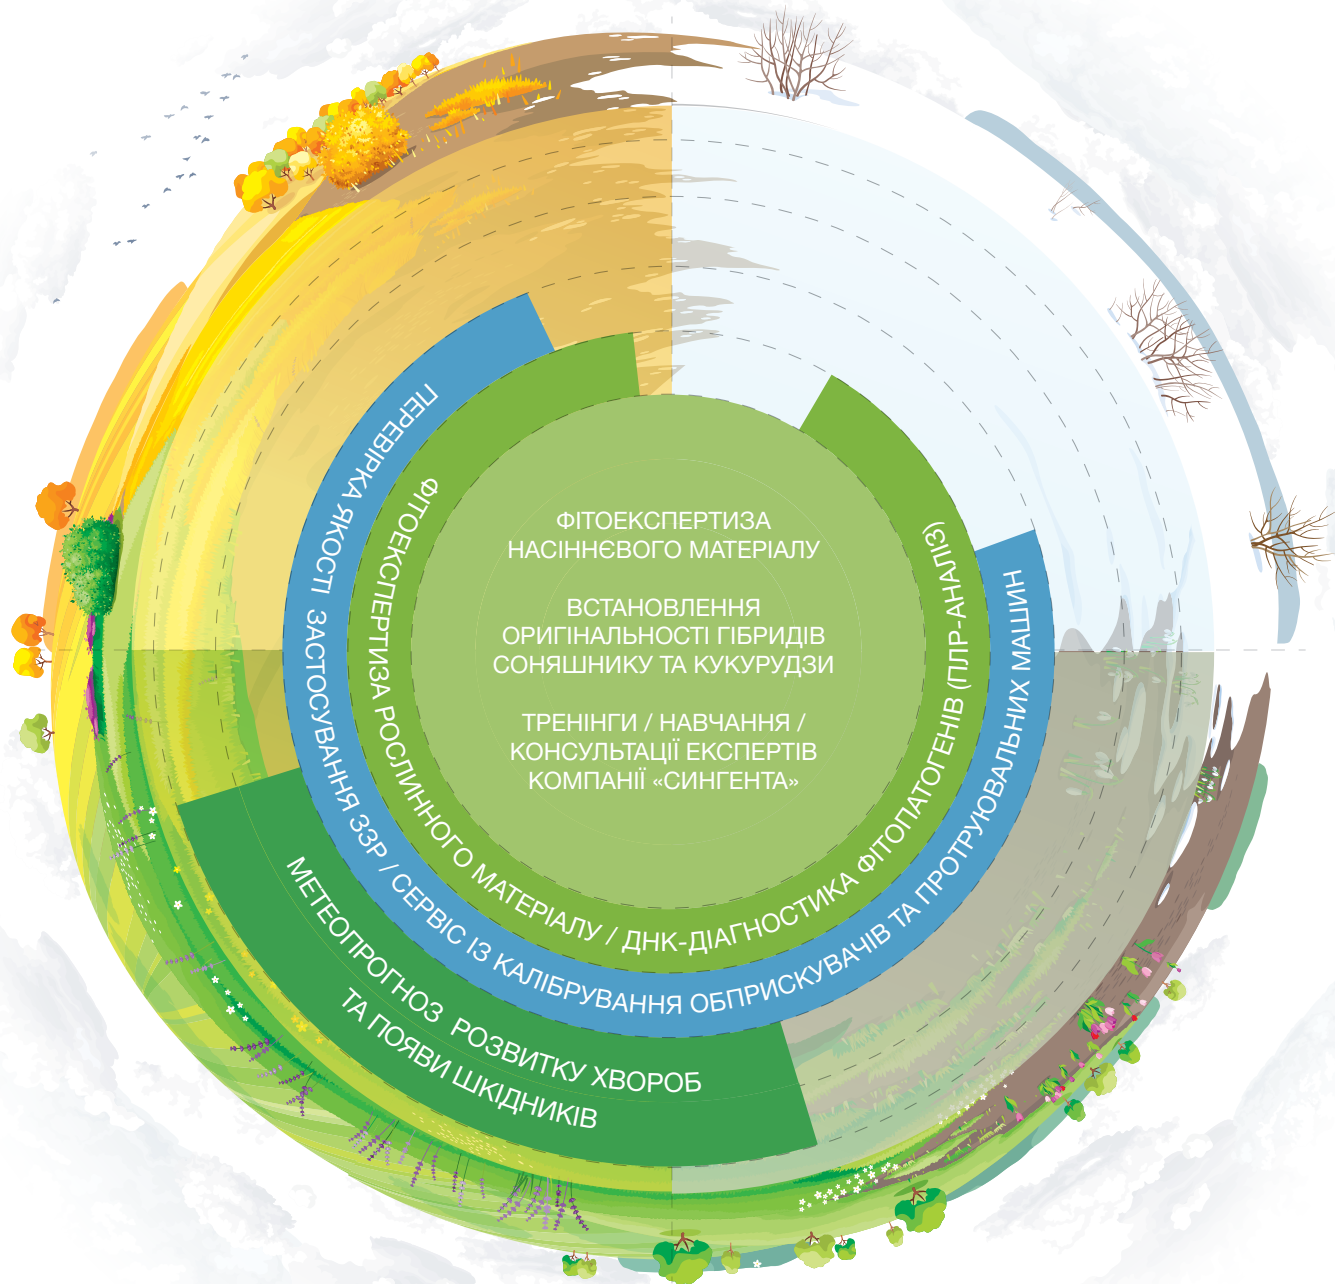 ФІТОЕКСПЕРТИЗА
НАСІННЄВОГО МАТЕРІАЛУ
ВСТАНОВЛЕННЯ
ОРИГІНАЛЬНОСТІ ГІБРИДІВ
СОНЯШНИКУ ТА КУКУРУДЗИ
ТРЕНІНГИ / НАВЧАННЯ /
КОНСУЛЬТАЦІЇ ЕКСПЕРТІВ
КОМПАНІЇ «СИНГЕНТА»
ФІТОЕКСПЕРТИЗА РОСЛИННОГО МАТЕРІАЛУ / ДНК-ДІАГНОСТИКА ФІТОПАТОГЕНІВ (ПЛР-АНАЛІЗ)
ПЕРЕВІРКА ЯКОСТІ ЗАСТОСУВАННЯ ЗЗР / СЕРВІС ІЗ КАЛІБРУВАННЯ ОБПРИСКУВАЧІВ ТА ПРОТРУЮВАЛЬНИХ МАШИН
МЕТЕОПРОГНОЗ РОЗВИТКУ ХВОРОБ
ТА ПОЯВИ ШКІДНИКІВ